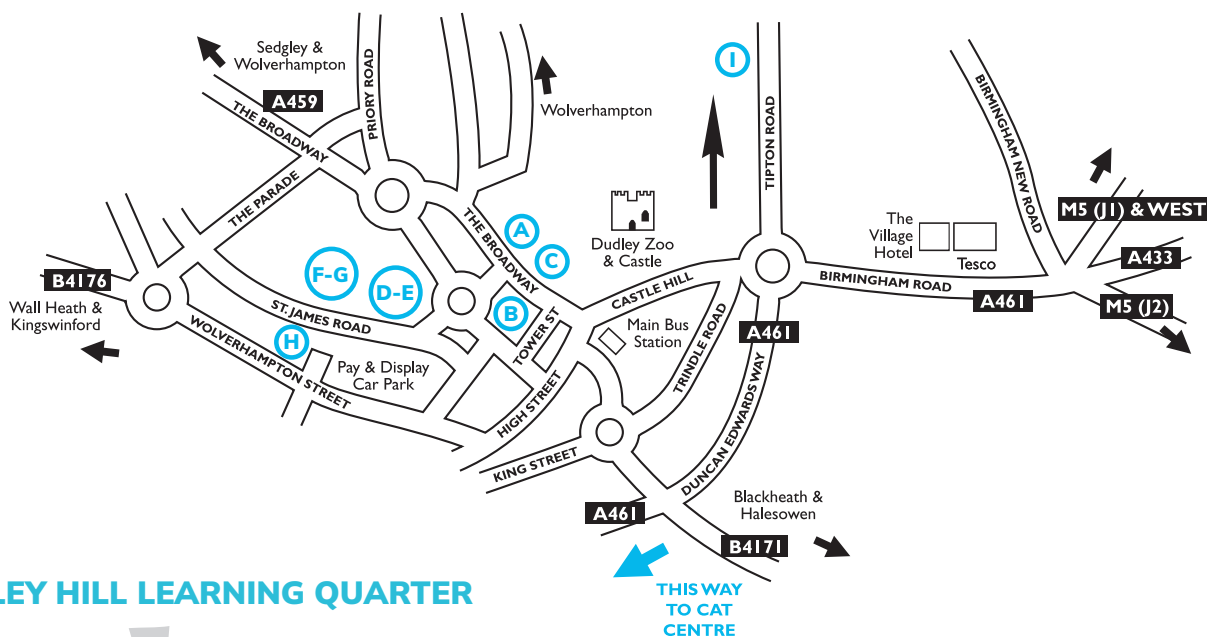 Sedgley &
Wolverhampton
A459
THE BROADWAY
PRIORY ROAD
Wolverhampton
I
TIPTON ROAD
BIRMINGHAM NEW ROAD
M5 (J1) & WEST
A433
M5 (J2)
The
Village
Hotel
Tesco
BIRMINGHAM ROAD
A461
THE PARADE
A
C
THE BROADWAY
Dudley Zoo
& Castle
CASTLE HILL
B4176
Wall Heath &
Kingswinford
F-G
D-E
B
TOWER ST
ST. JAMES ROAD
H
WOLVERHAMPTON STREET
Pay & Display
Car Park
HIGH STREET
Main Bus
Station
TRINDLE ROAD
A461
DUNCAN EDWARDS WAY
KING STREET
A461
Blackheath &
Halesowen
B4171
THIS WAY
TO CAT
CENTRE
LEY HILL LEARNING QUARTER